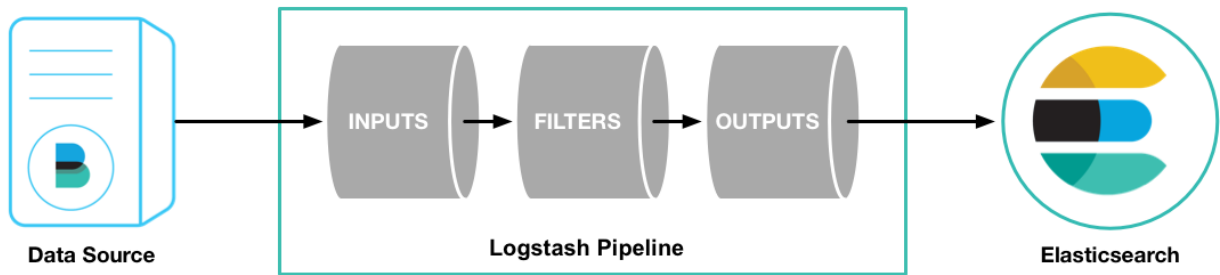 INPUTS
FILTERS
OUTPUTS
Data Source
Logstash Pipeline
Elasticsearch